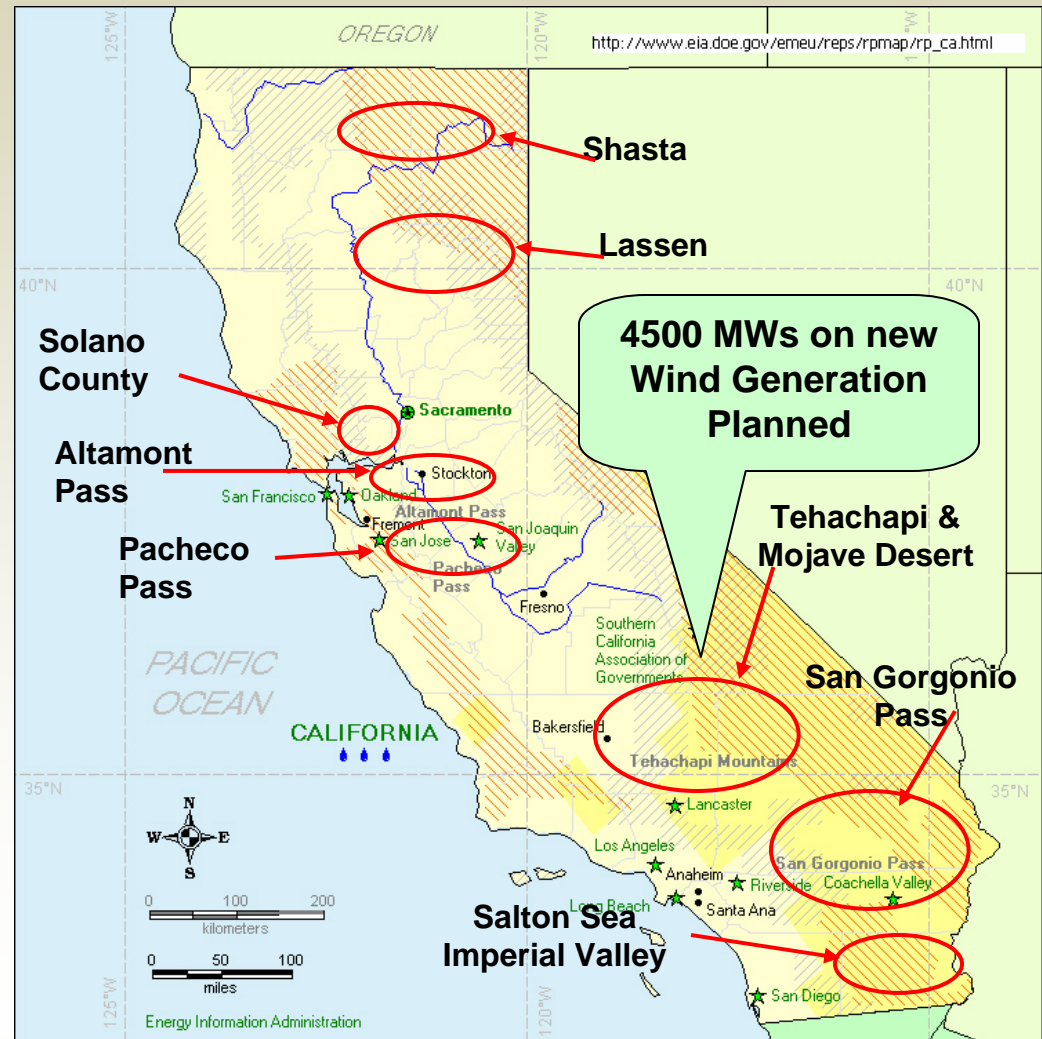 OREGON
125°W
120°W
http://www.eia.doe.gov/emeu/reps/rpmap/rp_ca.html
Shasta
Lassen
40°N
40°N
4500 MWs on new
Wind Generation
Planned
Solano
County
Sacramento
Altamont
Pass
Stockton
San Francisco
Oakland
Altamont Pass
Fremont
San Jose
San Joaquin
Valley
Pacheco
Pass
Pacheco
Pass
Tehachapi &
Mojave Desert
Fresno
Southern
California
Association of
Governments
PACIFIC
OCEAN
San Gorgonio
Pass
CALIFORNIA
Bakersfield
Tehachapi Mountains
35°N
35°N
N
W
E
S
Lancaster
Los Angeles
San Gorgonio Pass
Anaheim
Riverside
Coachella Valley
Long Beach
Santa Ana
0 100 200
kilometers
Salton Sea
Imperial Valley
0 50 100
miles
San Diego
125°W
120°W
Energy Information Administration